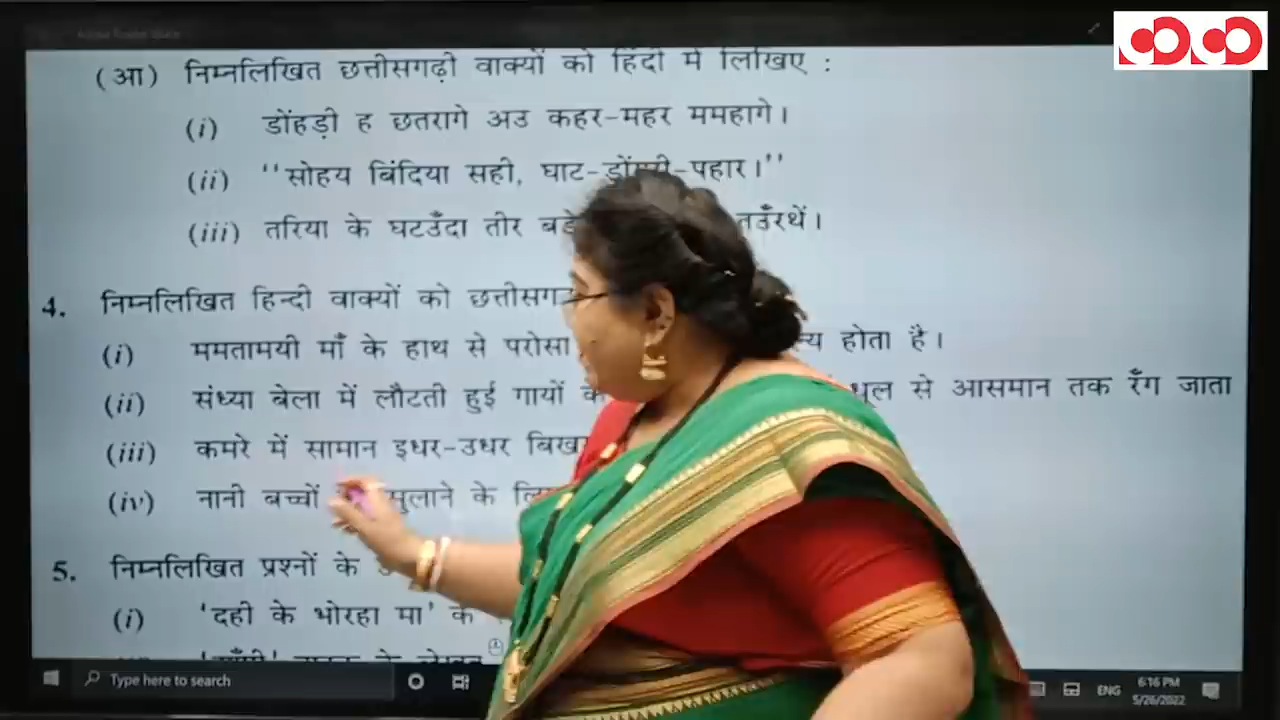 (आ) निम्नलिखित छत्तीसगढ़ी वाक्यों को हिंदी में लिखिए :
(i) डोंहड़ी ह छतरागे अउ कहर-महर ममहागे।
(ii) "सोहय बिंदिया सही, घाट-डोंगरी-पहार।"
(iii) तरिया के घटउँदा तीर तउँरथें।
4. निम्नलिखित हिन्दी वाक्यों को
(i) ममतामयी माँ के हाथ से परोसा होता है।
(ii) संध्या बेला में लौटती हुई गायों धूल से आसमान तक रँग जाता
(iii) कमरे में सामान इधर-उधर
(iv) नानी बच्चों सुलाने के
5. निम्नलिखित प्रश्नों के
(i) 'दही के भोरहा मा' के
Type here to search
ENG
6:16 PM
5/26/2022